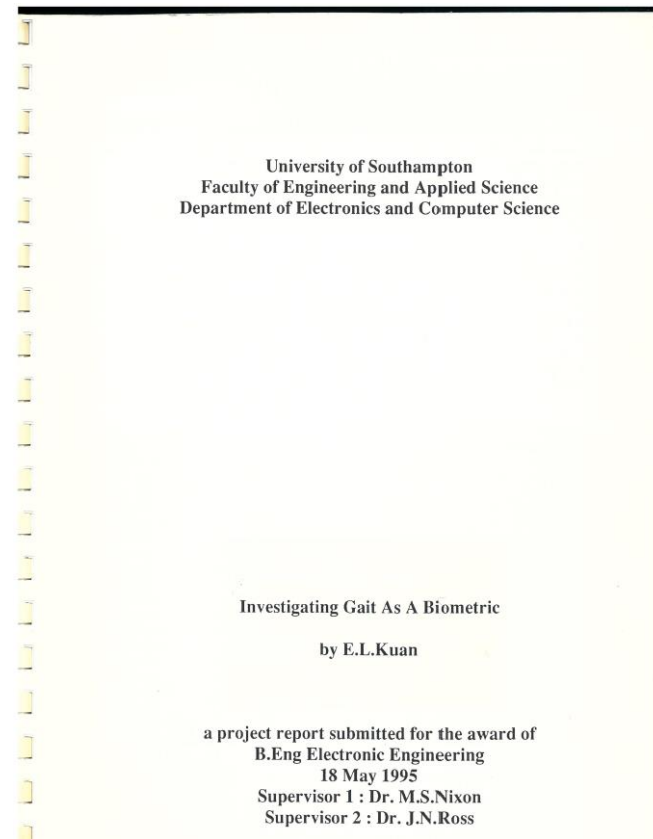 University of Southampton
Faculty of Engineering and Applied Science
Department of Electronics and Computer Science
Investigating Gait As A Biometric
by E.L.Kuan
a project report submitted for the award of
B.Eng Electronic Engineering
18 May 1995
Supervisor 1 : Dr. M.S.Nixon
Supervisor 2 : Dr. J.N.Ross